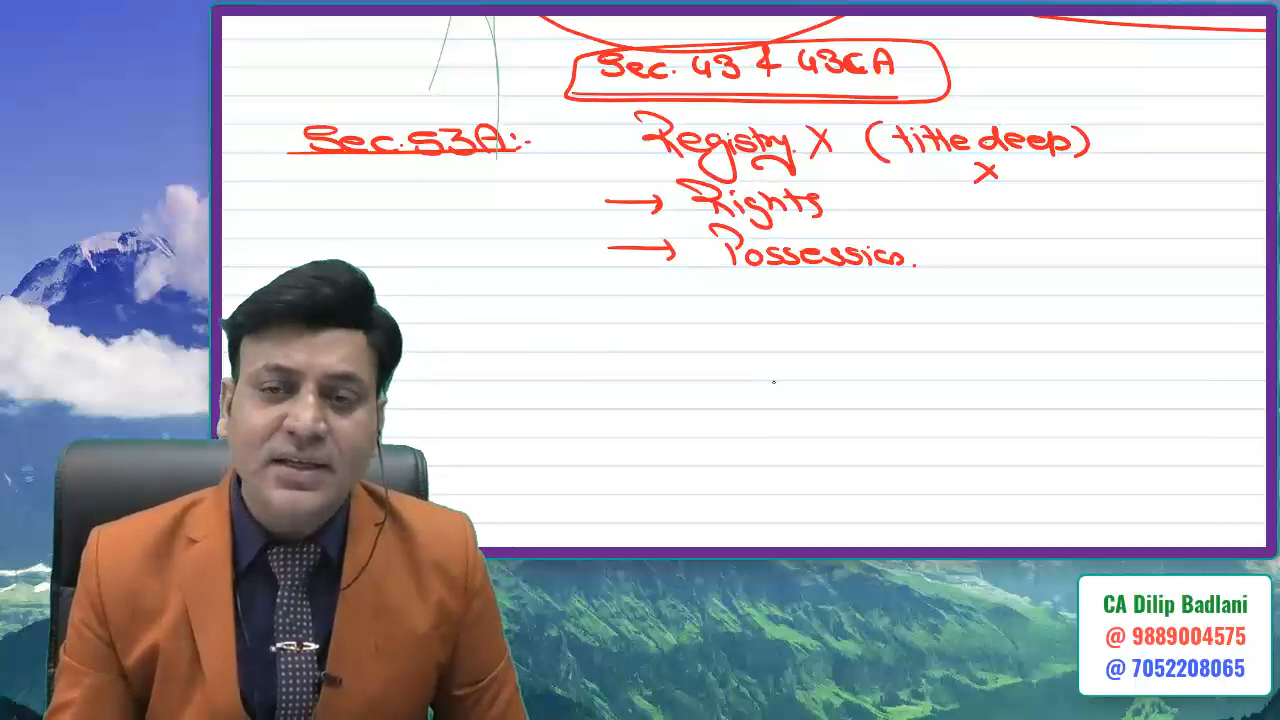 Sec. 43 & 43CA
Sec. 53A:- Registry X (title deep)
X
→ Rights
→ Possession.
CA Dilip Badlani
@ 9889004575
@ 7052208065